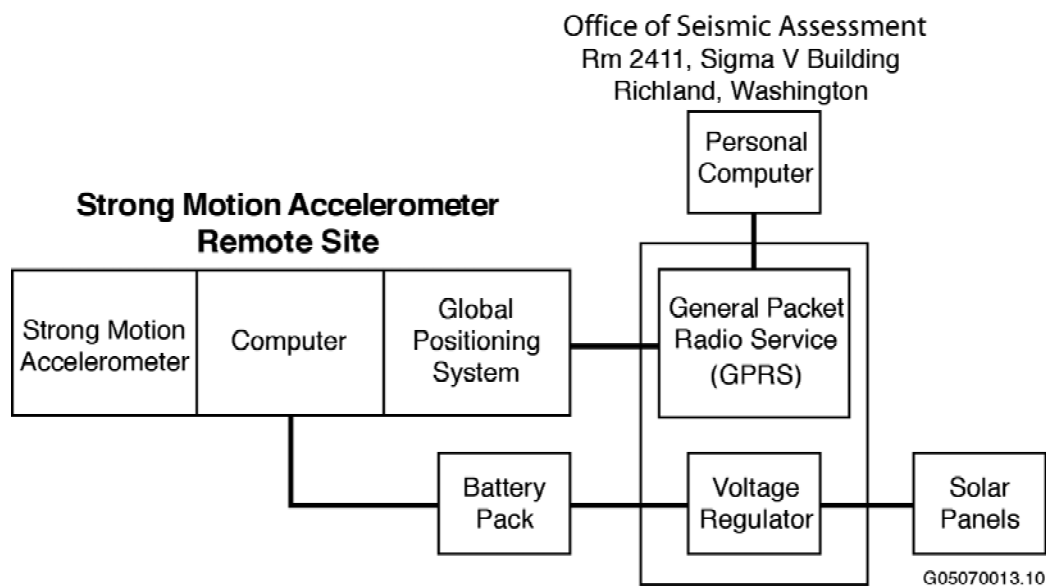 Office of Seismic Assessment
Rm 2411, Sigma V Building
Richland, Washington
Personal
Computer
Strong Motion Accelerometer
Remote Site
Strong Motion
Accelerometer
Computer
Global
Positioning
System
General Packet
Radio Service
(GPRS)
Battery
Pack
Voltage
Regulator
Solar
Panels
G05070013.10